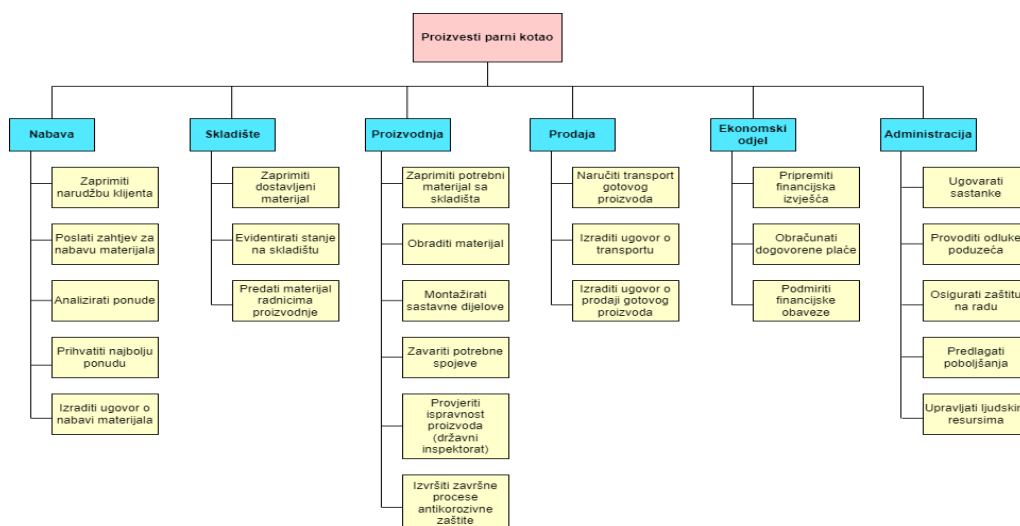 Proizvesti parni kotao
Nabava
Zaprimiti
narudžbu klijenta
Poslati zahtjev za
nabavu materijala
Analizirati ponude
Prihvatiti najbolju
ponudu
Izraditi ugovor o
nabavi materijala
Skladište
Zaprimiti
dostavljeni
materijal
Evidentirati stanje
na skladištu
Predati materijal
radnicima
proizvodnje
Proizvodnja
Zaprimiti potrebni
materijal sa
skladišta
Obraditi materijal
Montažirati
sastavne dijelove
Zavariti potrebne
spojeve
Provjeriti
ispravnost
proizvoda
(državni
inspektorat)
Izvršiti završne
procese
antikorozivne
zaštite
Prodaja
Naručiti transport
gotovog
proizvoda
Izraditi ugovor o
transportu
Izraditi ugovor o
prodaji gotovog
proizvoda
Ekonomski
odjel
Pripremiti
financijska
izvješća
Obračunati
dogovorene plaće
Podmiriti
financijske
obaveze
Administracija
Ugovarati
sastanke
Provoditi odluke
poduzeća
Osigurati zaštitu
na radu
Predlagati
poboljšanja
Upravljati ljudskim
resursima